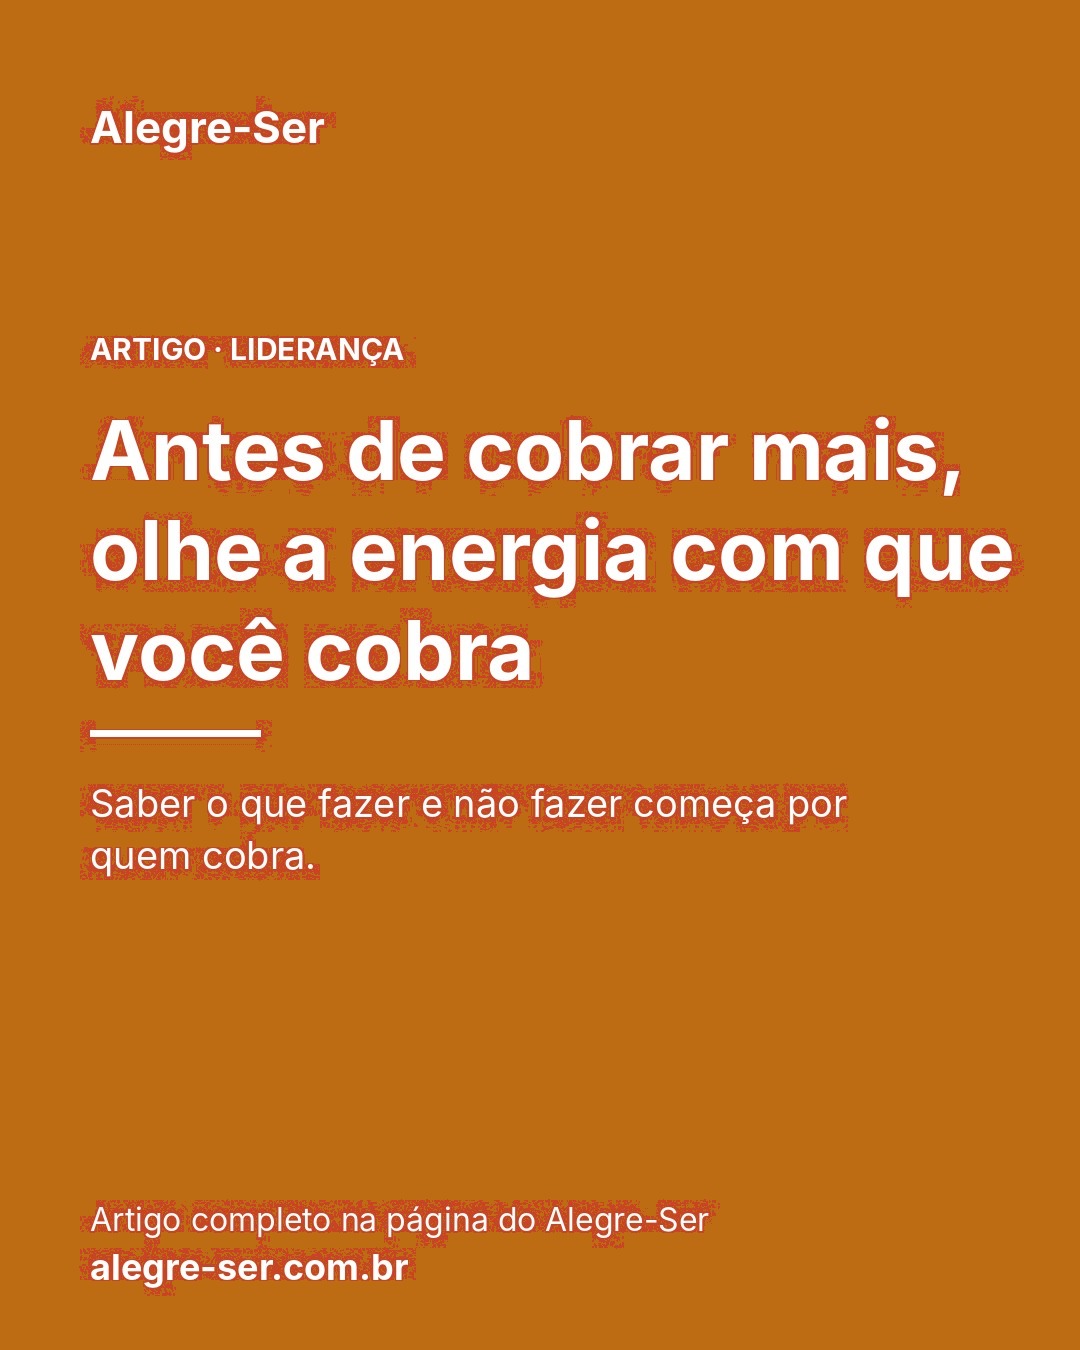 Alegre-Ser
ARTIGO · LIDERANÇA
Antes de cobrar mais,
olhe a energia com que
você cobra
Saber o que fazer e não fazer começa por
quem cobra.
Artigo completo na página do Alegre-Ser
alegre-ser.com.br